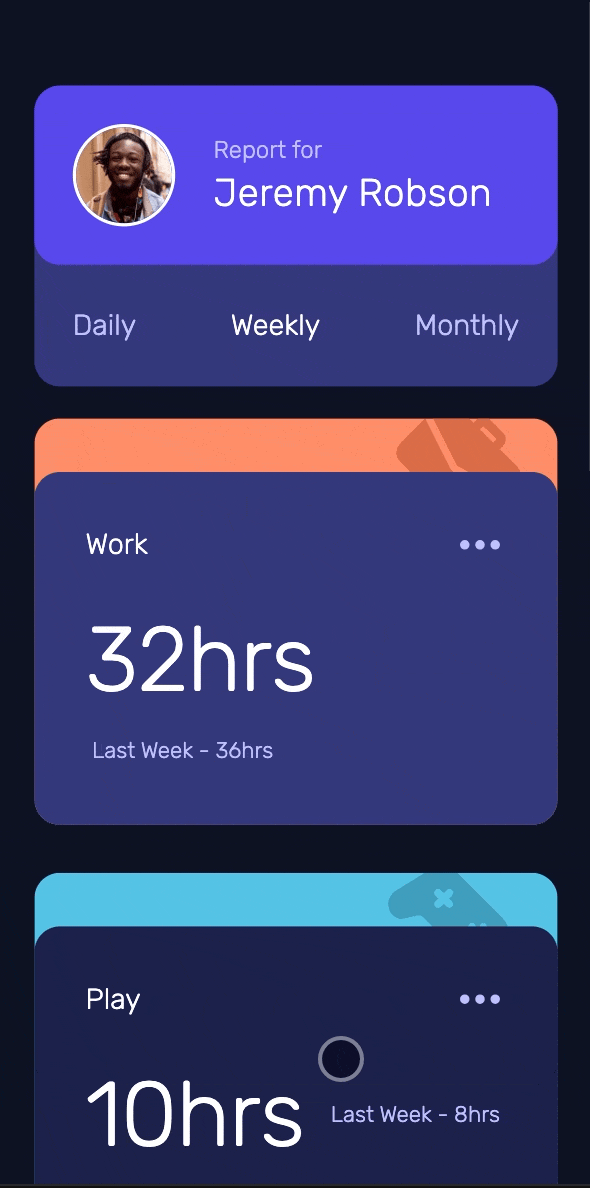 Report for
Jeremy Robson
Daily Weekly Monthly
Work
32hrs
Last Week - 36hrs
Play
10hrs Last Week - 8hrs